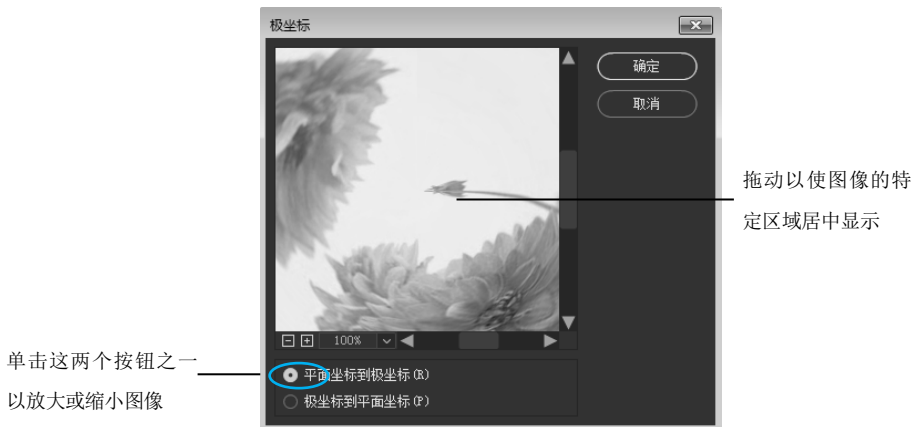 极坐标
确定
取消
拖动以使图像的特
定区域居中显示
100%
单击这两个按钮之一
以放大或缩小图像
平面坐标到极坐标(R)
极坐标到平面坐标(P)